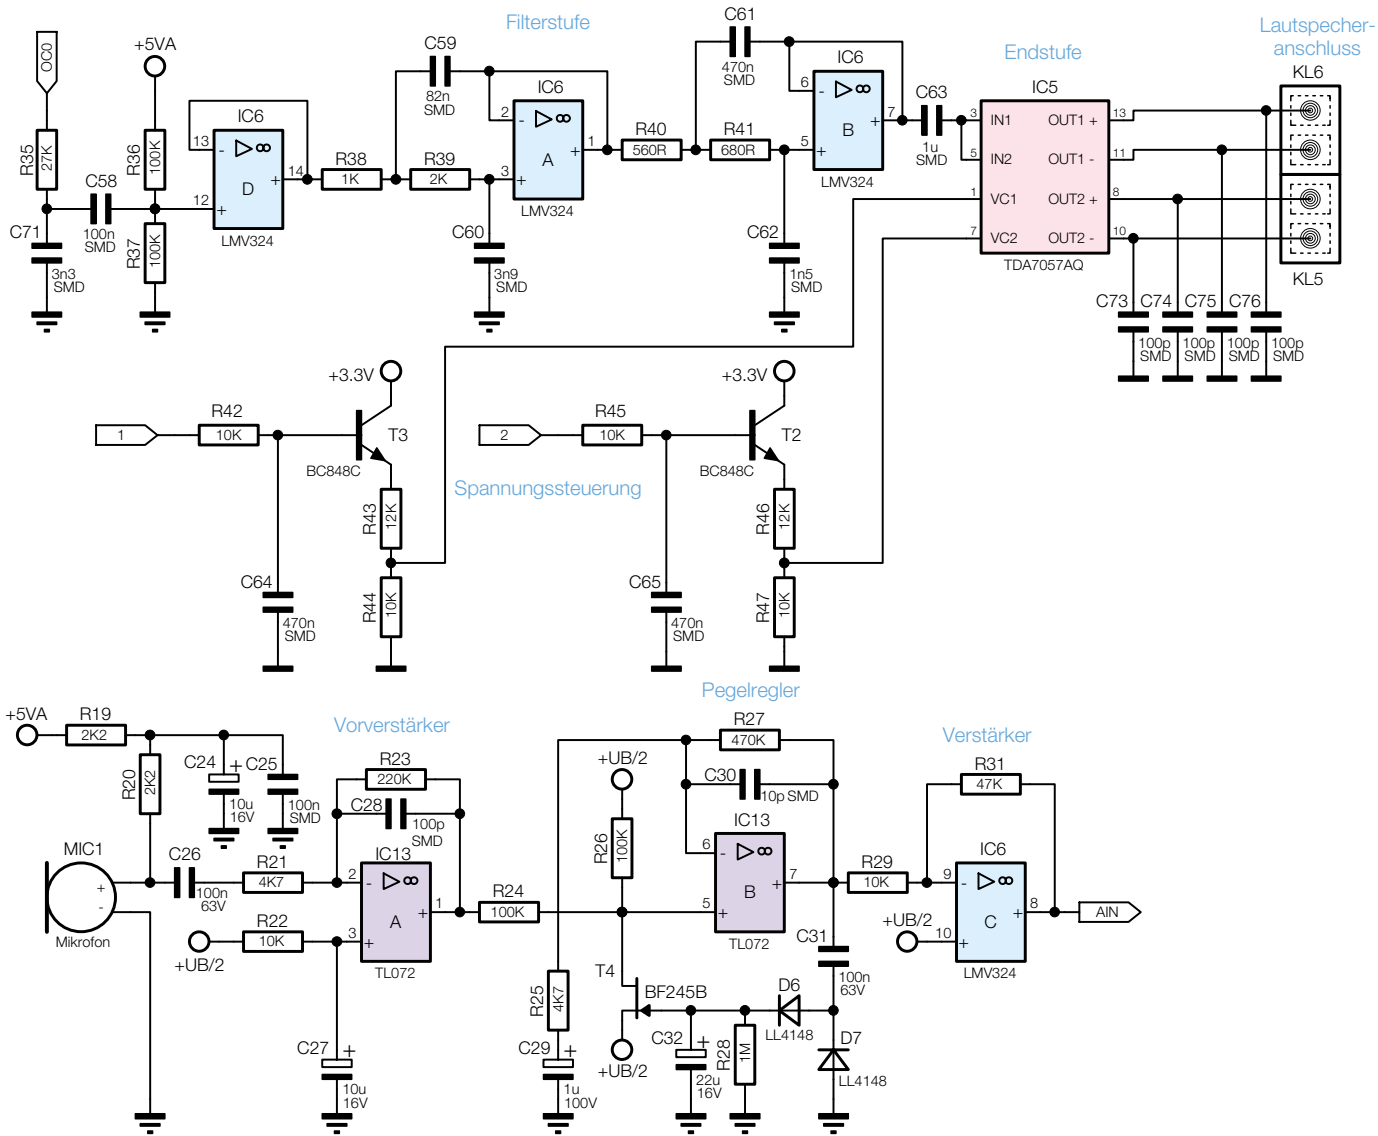 Filterstufe
Endstufe
Lautspecher-
anschluss
Spannungssteuerung
Vorverstärker
Pegelregler
Verstärker
OC0
+5VA
R35
27K
R36
100K
C58
100n
SMD
C71
3n3
SMD
R37
100K
IC6
13
-
∞
D
14
+
12
+
LMV324
R38
1K
R39
2K
C59
82n
SMD
C60
3n9
SMD
IC6
2
-
∞
A
1
+
3
+
LMV324
R40
560R
R41
680R
C61
470n
SMD
C62
1n5
SMD
IC6
6
-
∞
B
7
+
5
+
LMV324
C63
1u
SMD
IC5
3
IN1
OUT1 +
13
5
IN2
OUT1 -
11
1
VC1
OUT2 +
8
7
VC2
OUT2 -
10
TDA7057AQ
KL6
KL5
C73
100p
SMD
C74
100p
SMD
C75
100p
SMD
C76
100p
SMD
1
R42
10K
C64
470n
SMD
+3.3V
T3
BC848C
R43
12K
R44
10K
2
R45
10K
C65
470n
SMD
+3.3V
T2
BC848C
R46
12K
R47
10K
+5VA
R19
2K2
R20
2K2
C24
+
10u
16V
C25
100n
SMD
MIC1
+
-
Mikrofon
C26
100n
63V
R21
4K7
R22
10K
+UB/2
R23
220K
C28
100p
SMD
IC13
2
-
∞
A
1
+
3
+
TL072
C27
+
10u
16V
R24
100K
R25
4K7
C29
+
1u
100V
+UB/2
R26
100K
R27
470K
C30
10p SMD
IC13
6
-
∞
B
7
+
5
+
TL072
T4
BF245B
+UB/2
C32
+
22u
16V
R28
1M
D6
LL4148
D7
LL4148
C31
100n
63V
R29
10K
R31
47K
IC6
9
-
∞
C
8
+
10
+
LMV324
+UB/2
AIN